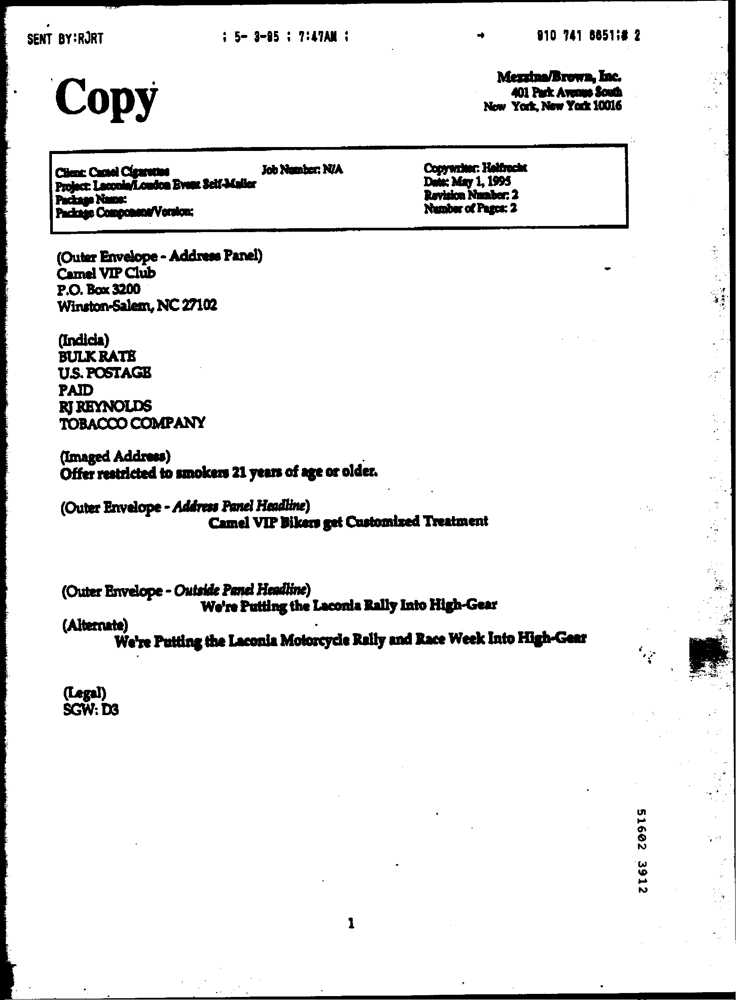 SENT BY:RJRT ; 5- 3-95 ; 7:47AM ; → 910 741 6651;# 2
Messina/Brown, Inc.
401 Park Avenue South
New York, New York 10016
Copy
Client: Camel Cigarettes Job Number: N/A Copywriter: Holfrecht
Project: Laconia/Loudon Event Self-Mailer Date: May 1, 1995
Package Name: Revision Number: 2
Package Component/Version: Number of Pages: 2
(Outer Envelope - Address Panel)
Camel VIP Club
P.O. Box 3200
Winston-Salem, NC 27102
(Indicia)
BULK RATE
U.S. POSTAGE
PAID
RJ REYNOLDS
TOBACCO COMPANY
(Imaged Address)
Offer restricted to smokers 21 years of age or older.
(Outer Envelope - Address Panel Headline)
Camel VIP Bikers get Customized Treatment
(Outer Envelope - Outside Panel Headline)
We're Putting the Laconia Rally Into High-Gear
(Alternate)
We're Putting the Laconia Motorcycle Rally and Race Week Into High-Gear
(Legal)
SGW: D3
51602 3912
1